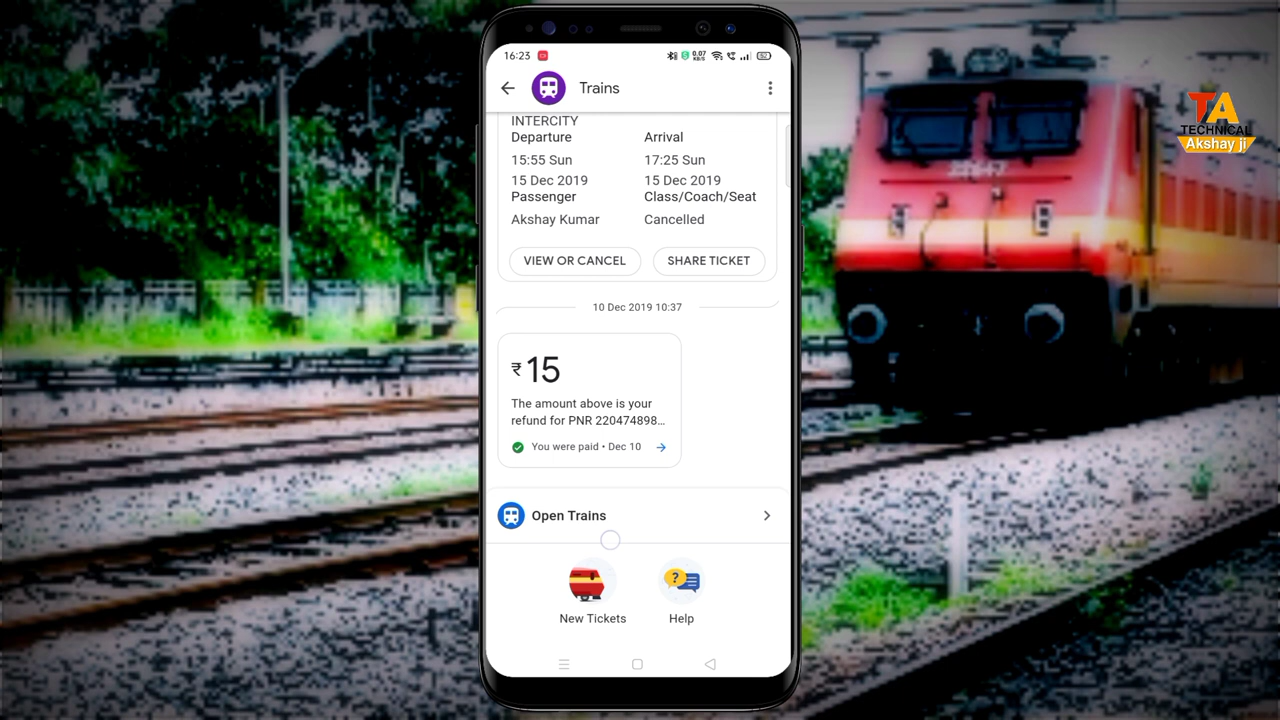 16:23
0.07
KB/S
Trains
INTERCITY
Departure
Arrival
15:55 Sun
17:25 Sun
15 Dec 2019
15 Dec 2019
Passenger
Class/Coach/Seat
Akshay Kumar
Cancelled
VIEW OR CANCEL
SHARE TICKET
10 Dec 2019 10:37
₹15
The amount above is your
refund for PNR 220474898...
You were paid • Dec 10
Open Trains
New Tickets
Help
TA
TECHNICAL
Akshay ji